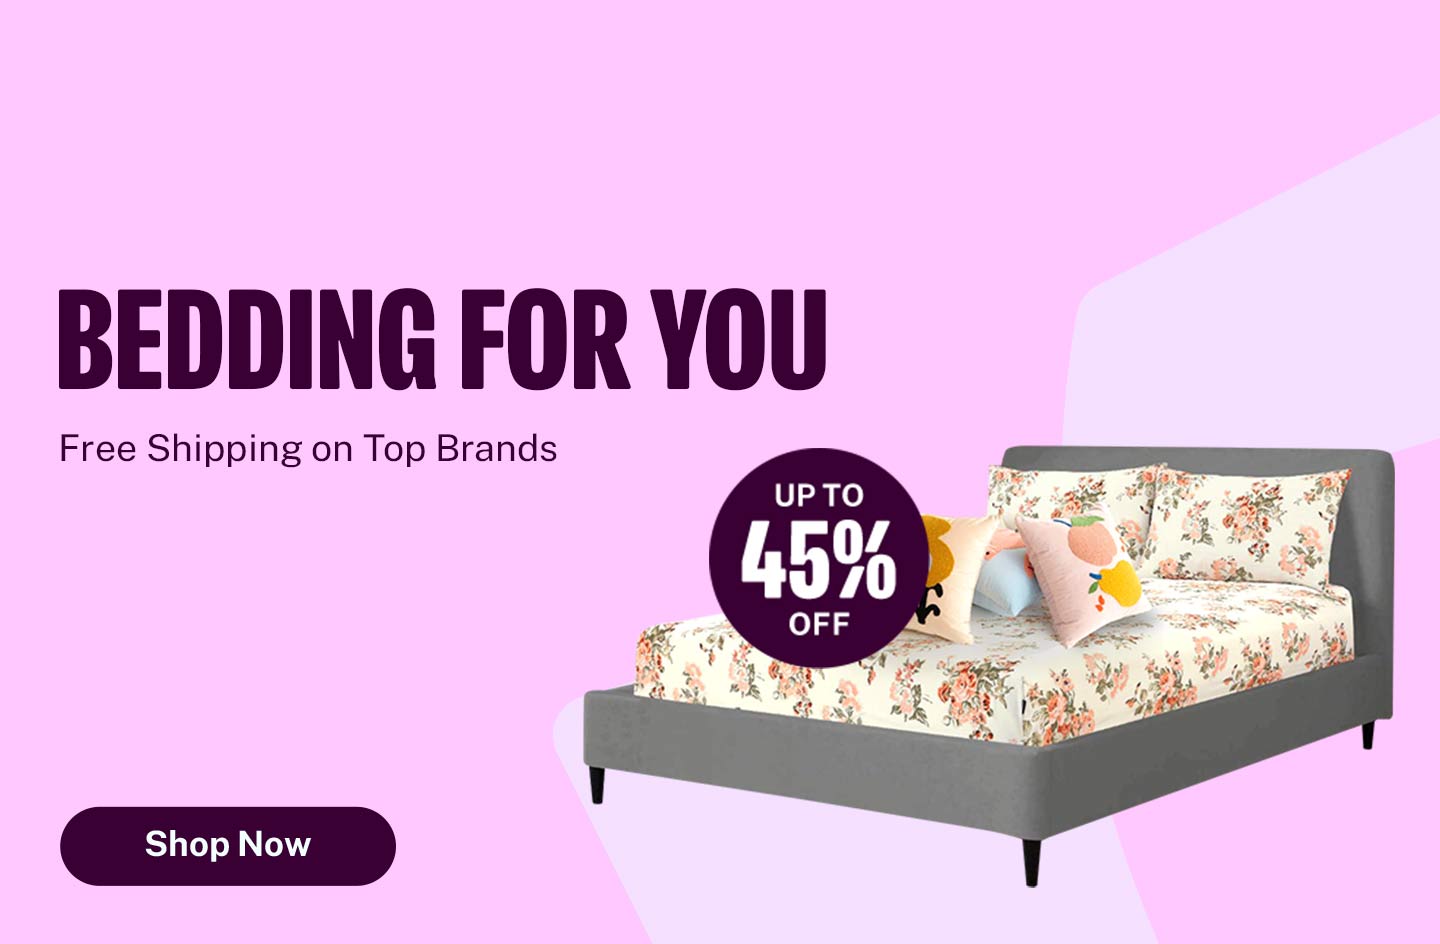 BEDDING FOR YOU
Free Shipping on Top Brands
UP TO
45%
OFF
Shop Now